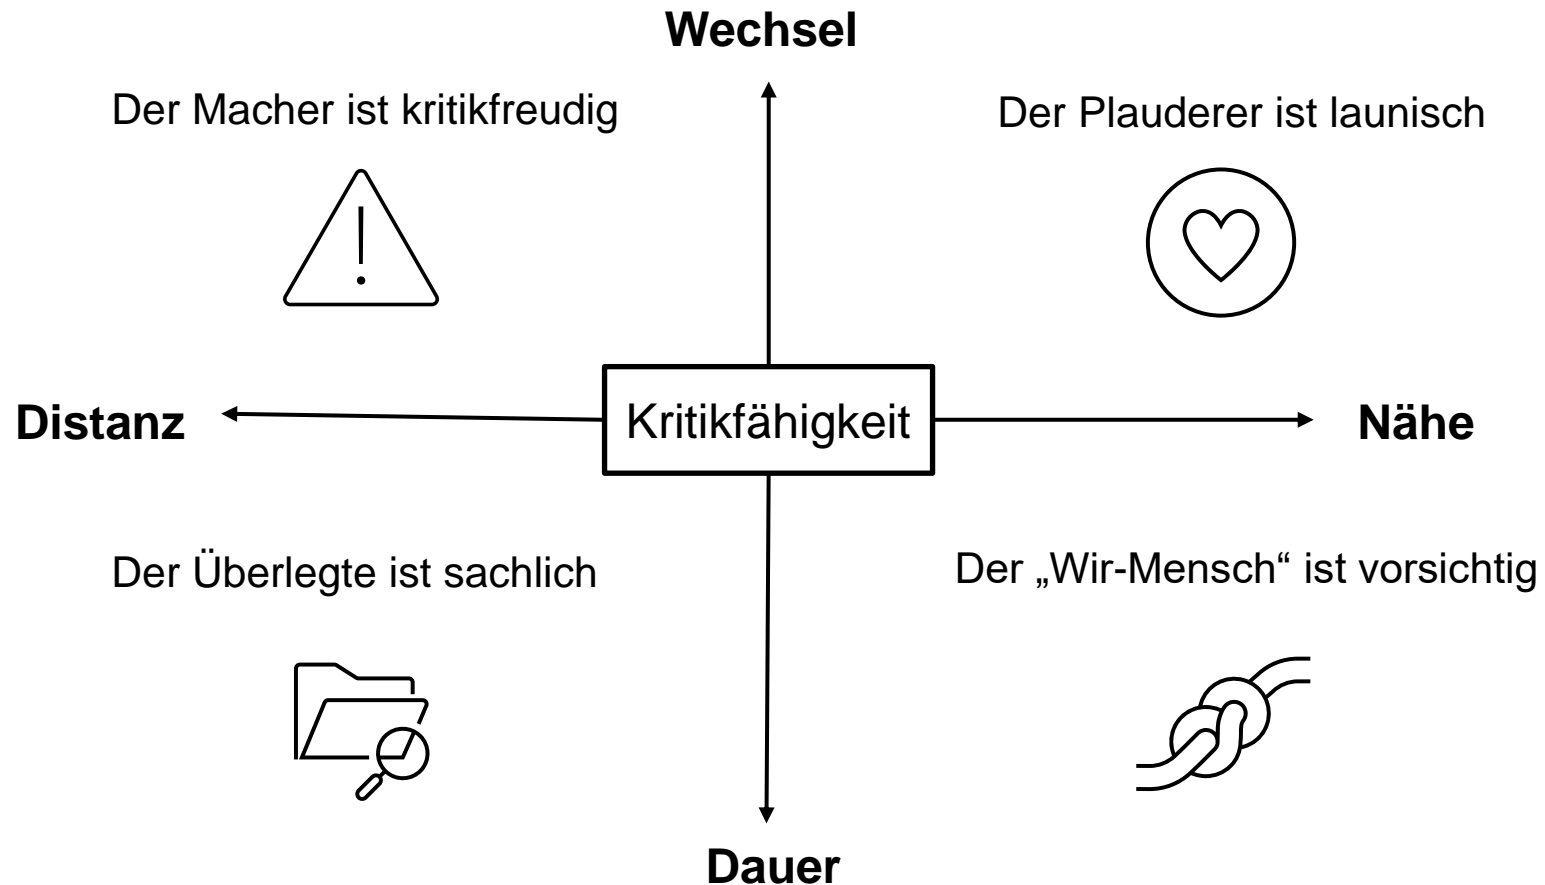 Wechsel
Der Macher ist kritikfreudig
Der Plauderer ist launisch
Distanz
Kritikfähigkeit
Nähe
Der Überlegte ist sachlich
Der „Wir-Mensch“ ist vorsichtig
Dauer